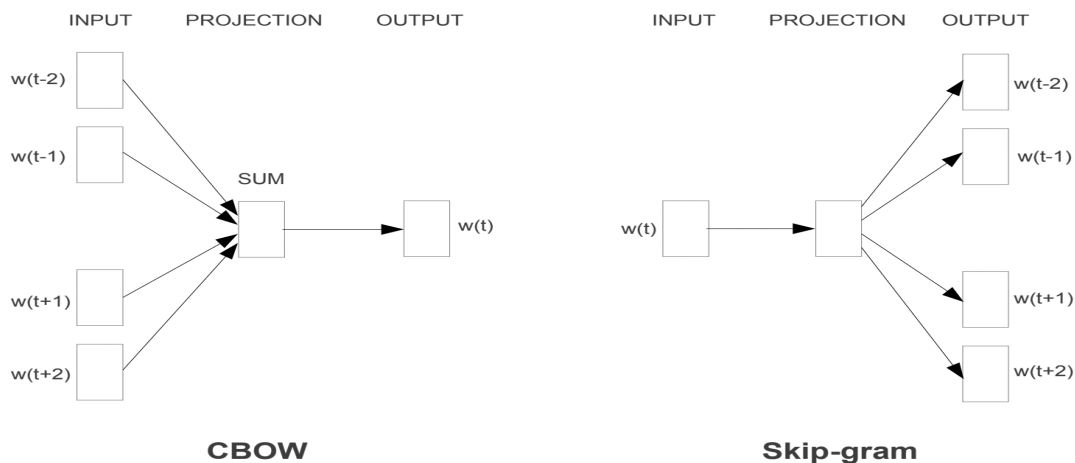 INPUT PROJECTION OUTPUT
w(t-2)
w(t-1)
SUM
w(t)
w(t+1)
w(t+2)
CBOW
INPUT PROJECTION OUTPUT
w(t-2)
w(t-1)
w(t)
w(t+1)
w(t+2)
Skip-gram